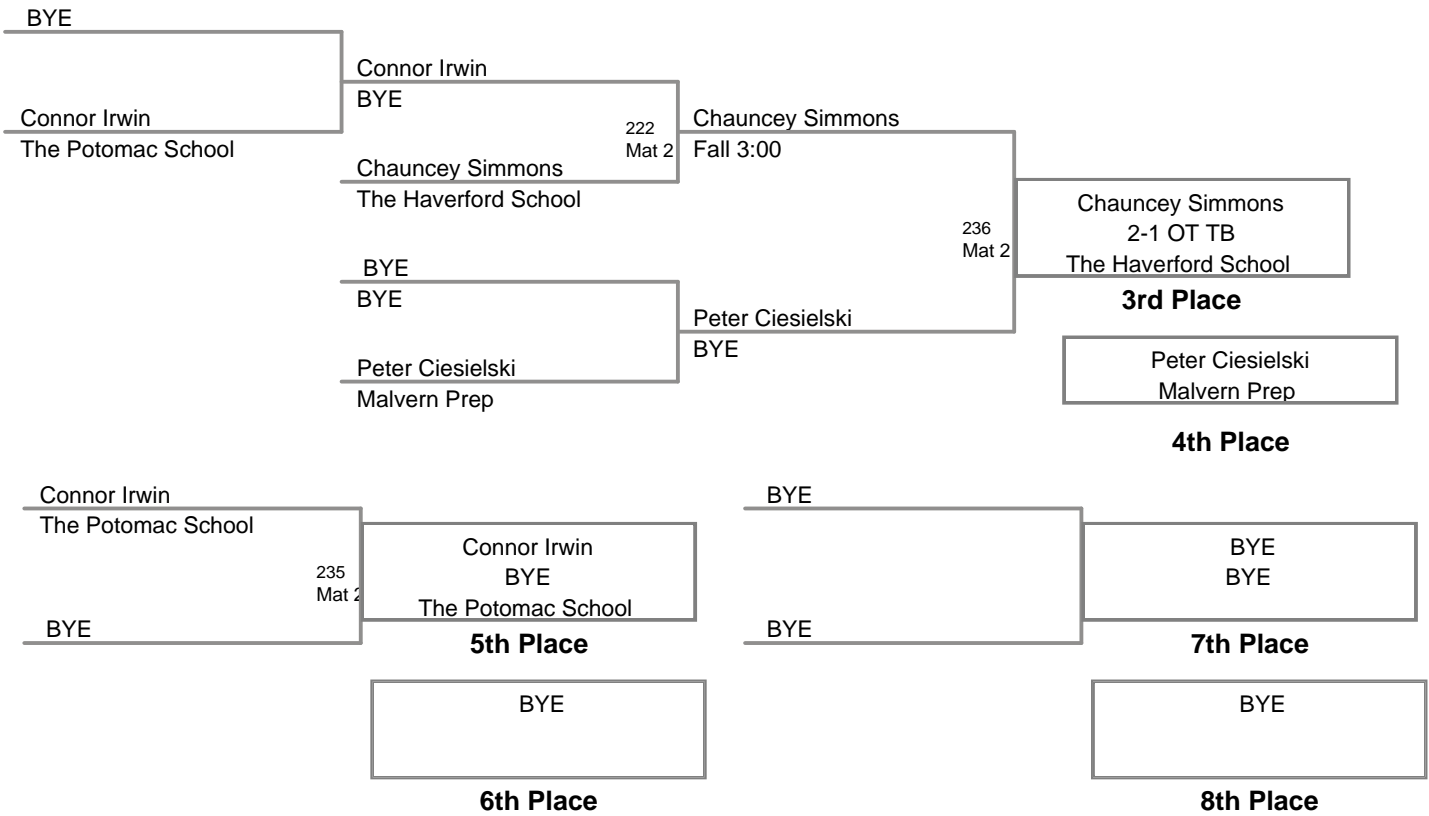 BYE
Connor Irwin
The Potomac School
Connor Irwin
BYE
Chauncey Simmons
The Haverford School
222
Mat 2
Chauncey Simmons
Fall 3:00
BYE
BYE
Peter Ciesielski
Malvern Prep
Peter Ciesielski
BYE
236
Mat 2
Chauncey Simmons
2-1 OT TB
The Haverford School
3rd Place
Peter Ciesielski
Malvern Prep
4th Place
Connor Irwin
The Potomac School
BYE
235
Mat 2
Connor Irwin
BYE
The Potomac School
5th Place
BYE
6th Place
BYE
BYE
BYE
BYE
7th Place
BYE
8th Place